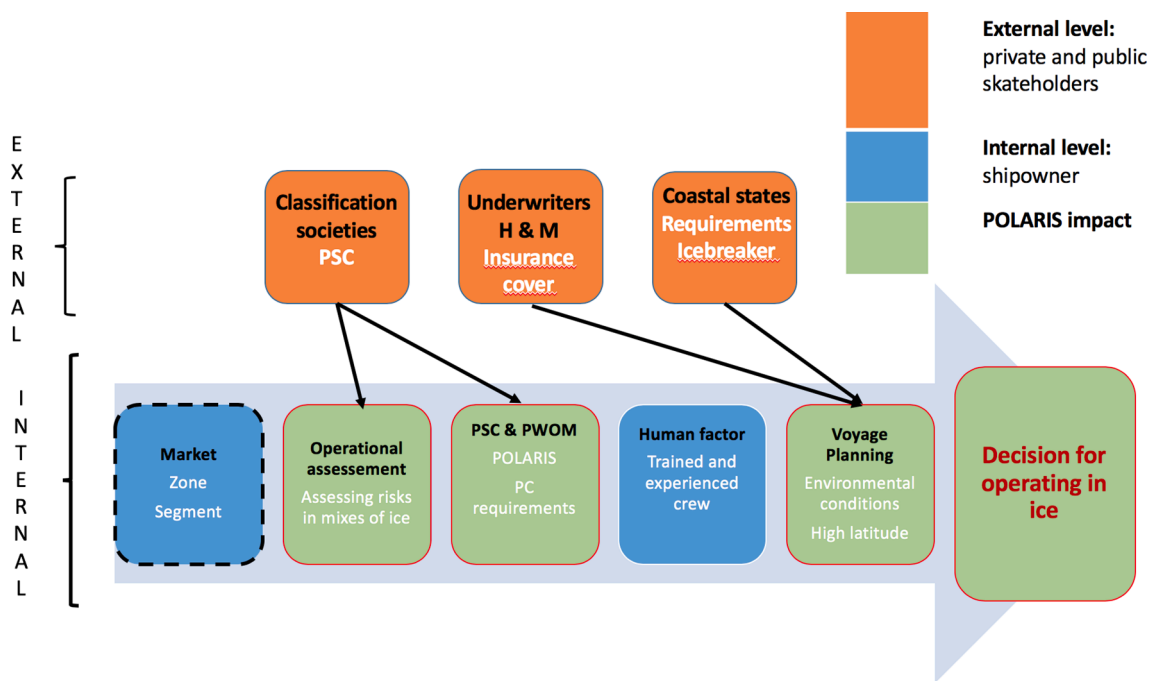 External level:
private and public
skateholders
Internal level:
shipowner
POLARIS impact
EXTERNAL
Classification
societies
PSC
Underwriters
H & M
Insurance
cover
Coastal states
Requirements
Icebreaker
INTERNAL
Market
Zone
Segment
Operational
assessement
Assessing risks
in mixes of ice
PSC & PWOM
POLARIS
PC
requirements
Human factor
Trained and
experienced
crew
Voyage
Planning
Environmental
conditions
High latitude
Decision for
operating in
ice